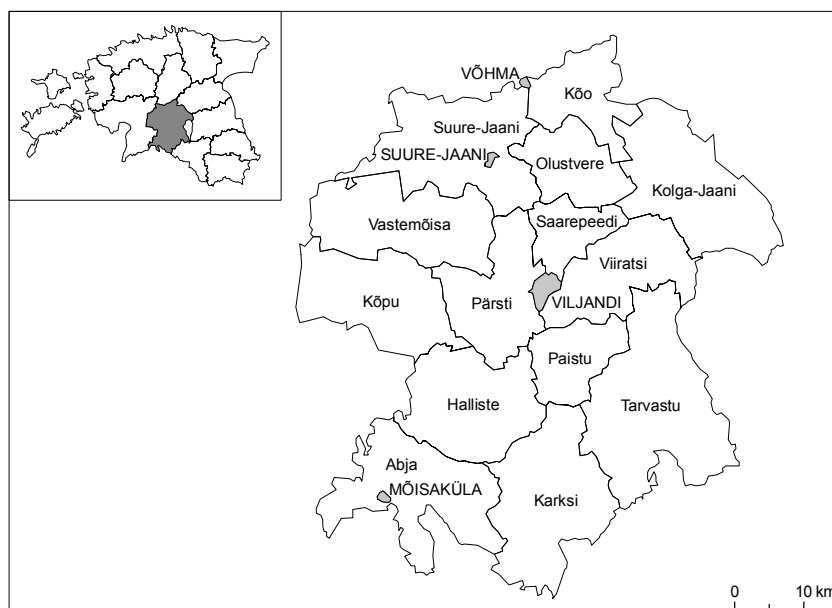 VÕHMA
Kõo
Suure-Jaani
SUURE-JAANI
Olustvere
Kolga-Jaani
Vastemõisa
Saarepeedi
Viiratsi
Kõpu
Pärsti
VILJANDI
Paistu
Halliste
Tarvastu
Abja
MÕISAKÜLA
Karksi
0 10 km